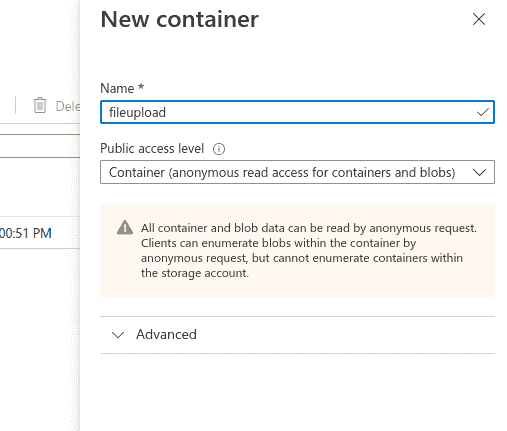 New container
Name *
Dele
fileupload
Public access level
Container (anonymous read access for containers and blobs)
00:51 PM
All container and blob data can be read by anonymous request.
Clients can enumerate blobs within the container by
anonymous request, but cannot enumerate containers within
the storage account.
Advanced